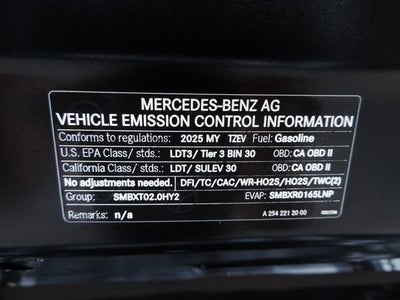 MERCEDES-BENZ AG
VEHICLE EMISSION CONTROL INFORMATION
Conforms to regulations: 2025 MY TZEV Fuel: Gasoline
U.S. EPA Class/ stds.: LDT3/ Tier 3 BIN 30 OBD: CA OBD II
California Class/ stds.: LDT/ SULEV 30 OBD: CA OBD II
No adjustments needed. DFI/TC/CAC/WR-HO2S/HO2S/TWC(2)
Group: SMBXT02.0HY2 EVAP: SMBXR0165LNP
Remarks: n/a A 254 221 20 00